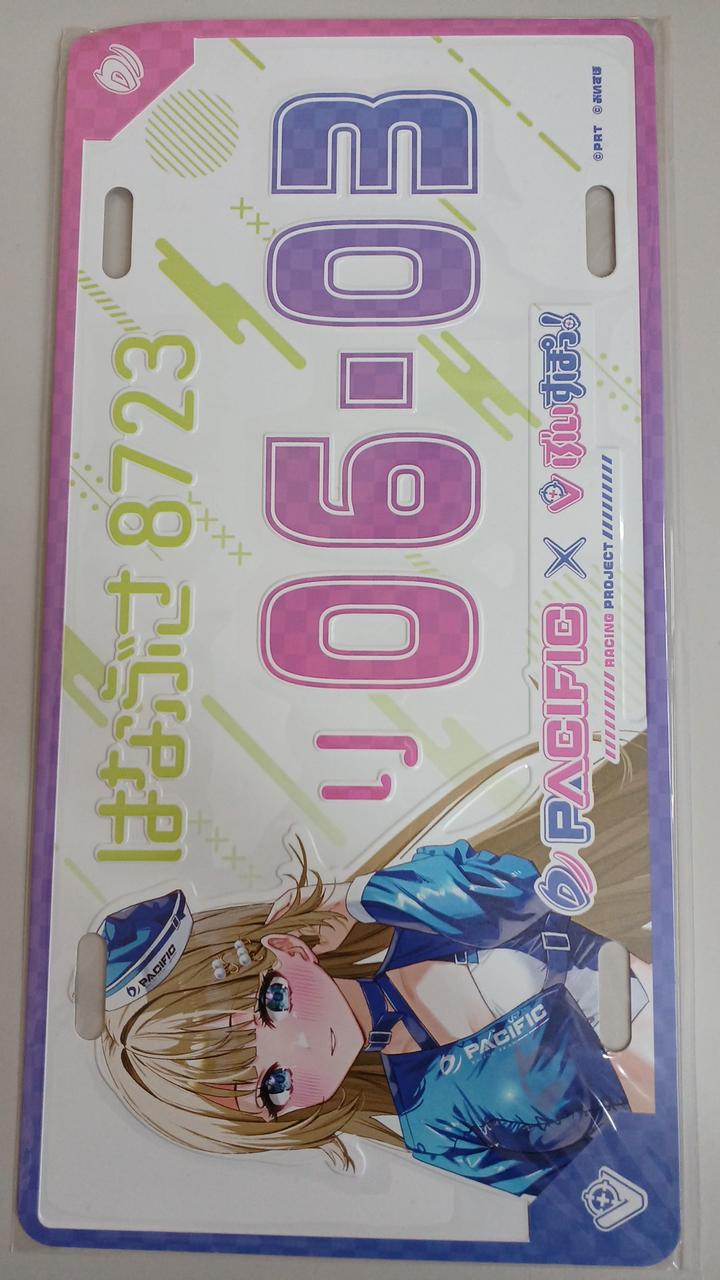 はなぶさ 8723
り 06-03
PACIFIC × ぶいすぽっ!
RACING PROJECT
©PRT ©ぶいすぽ
PACIFIC
PACIFIC